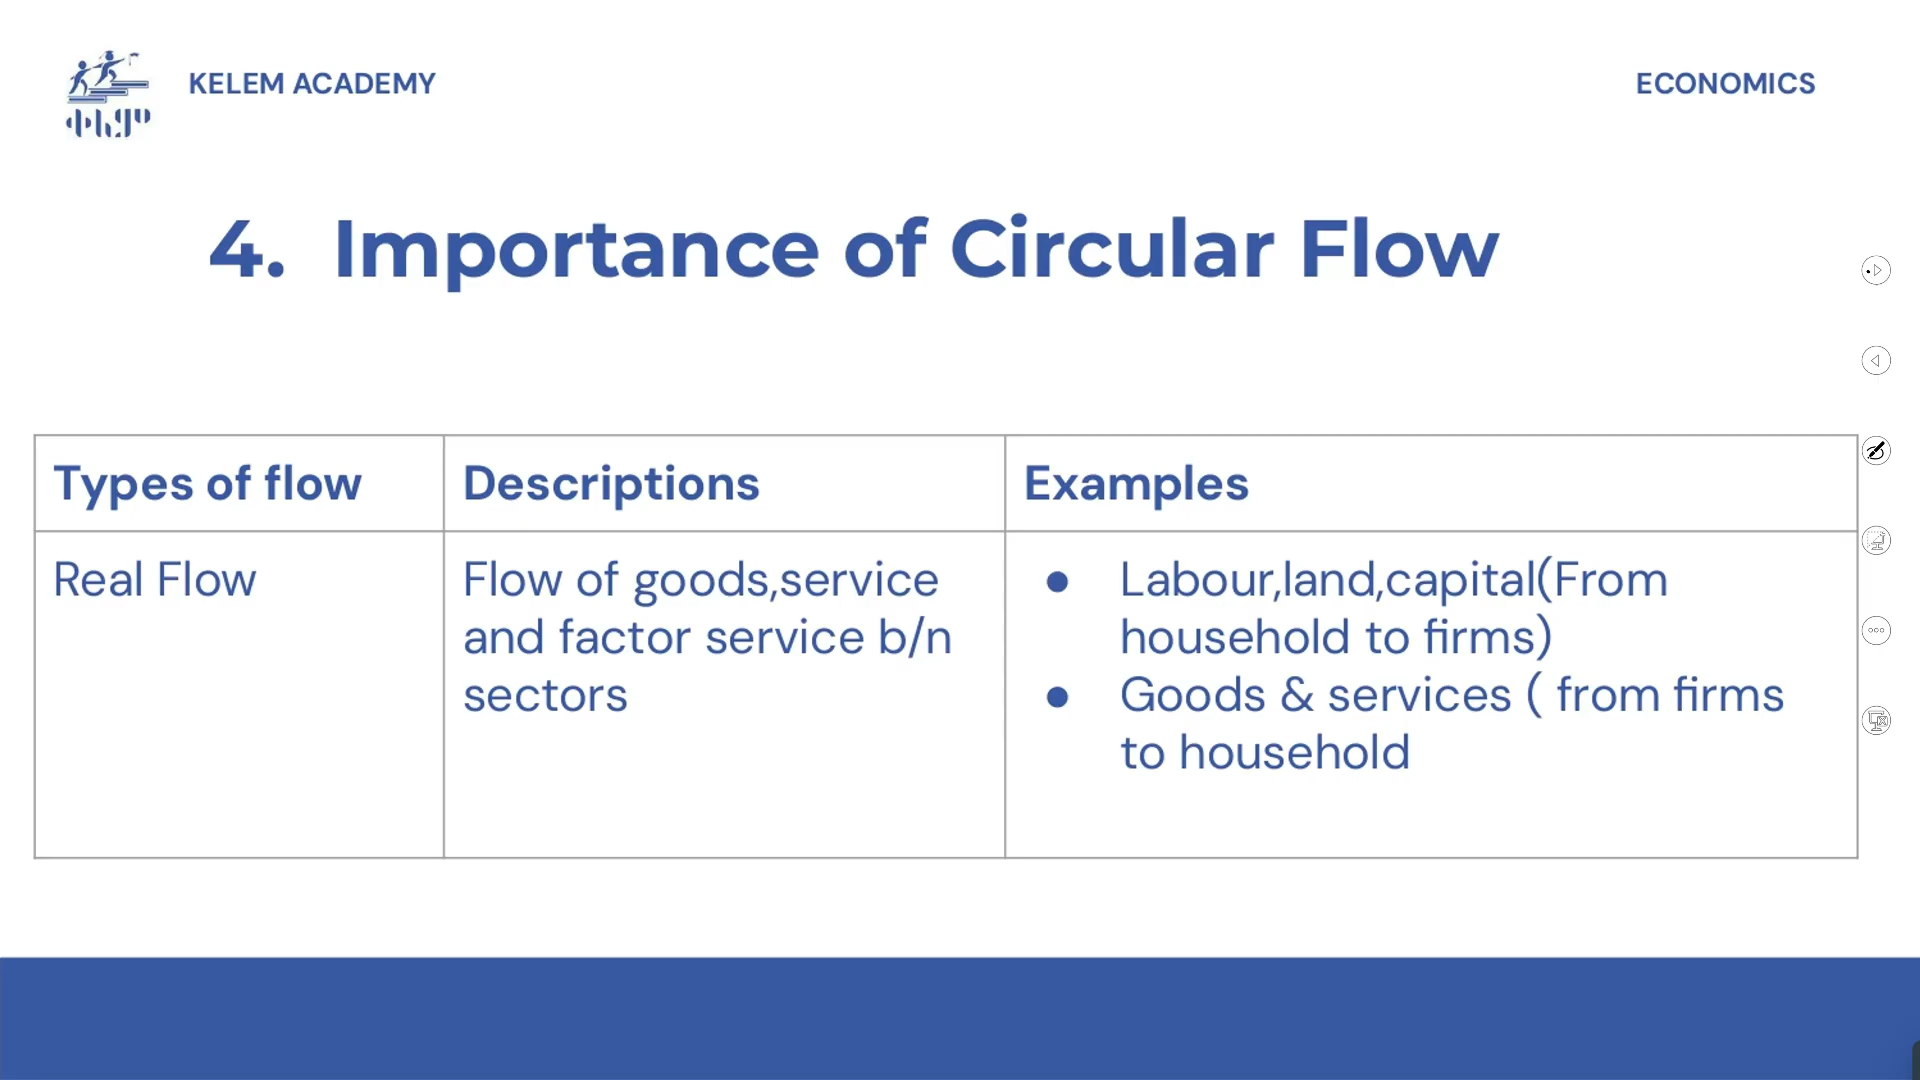 KELEM ACADEMY
ECONOMICS
ቀለም
4. Importance of Circular Flow
Types of flow
Descriptions
Examples
Real Flow
Flow of goods,service
and factor service b/n
sectors
● Labour,land,capital(From
household to firms)
● Goods & services ( from firms
to household